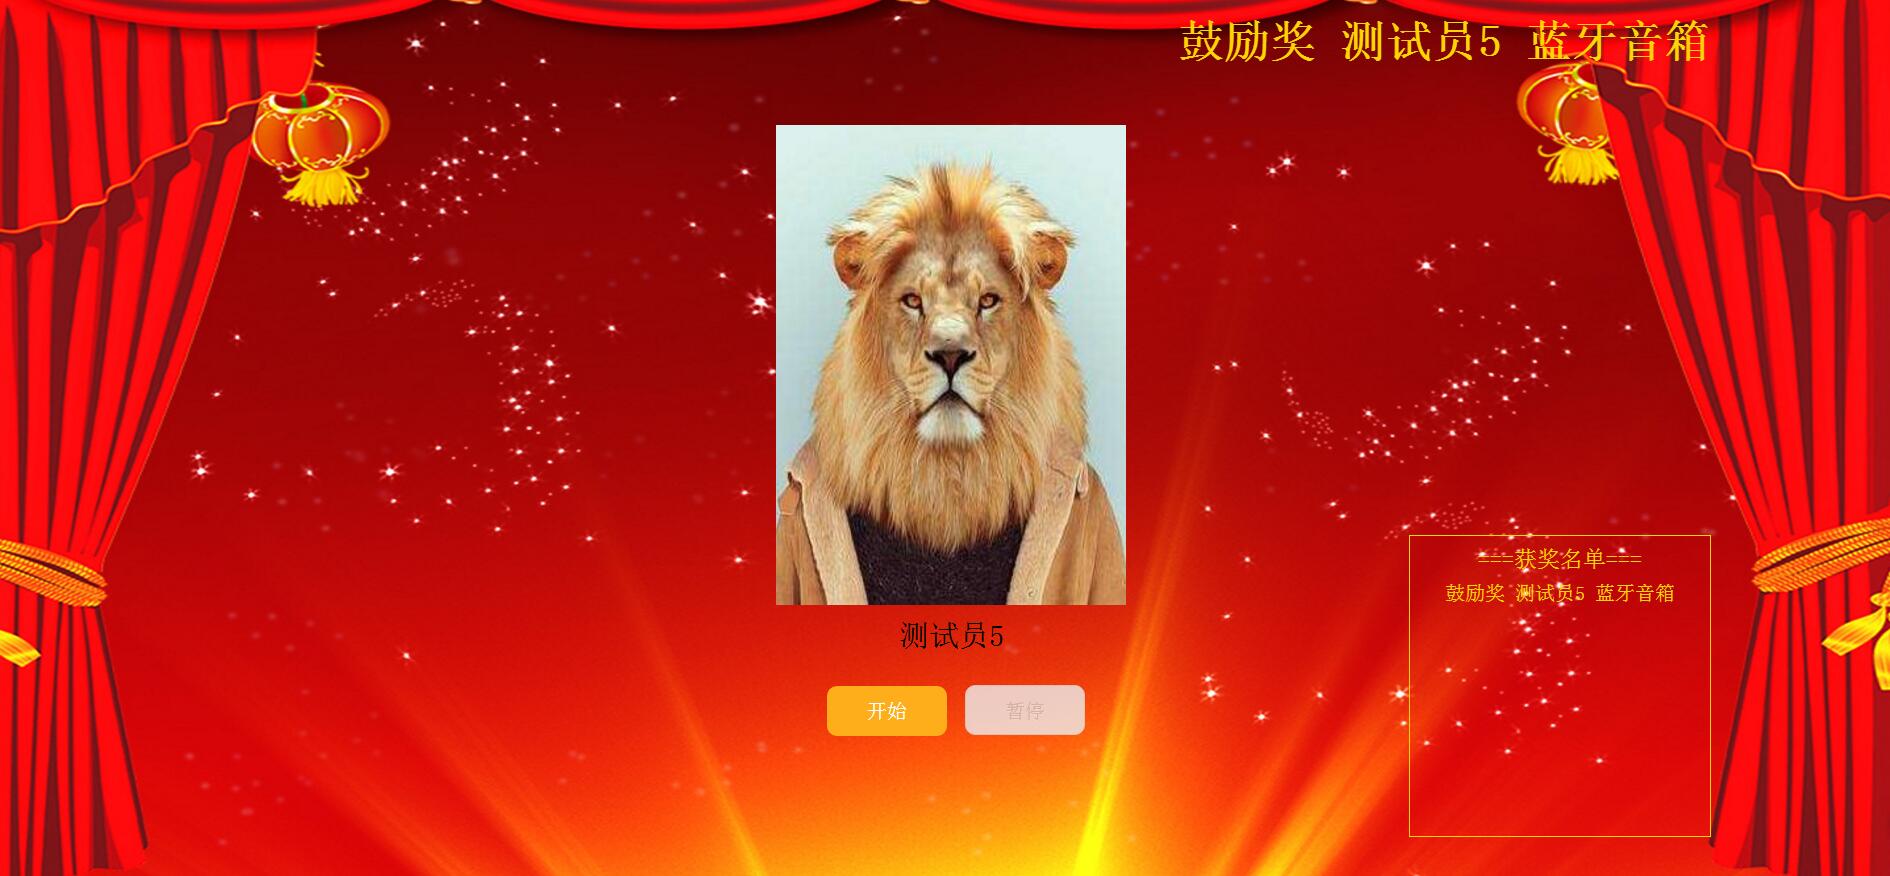 鼓励奖 测试员5 蓝牙音箱
测试员5
开始 暂停
===获奖名单===
鼓励奖 测试员5 蓝牙音箱